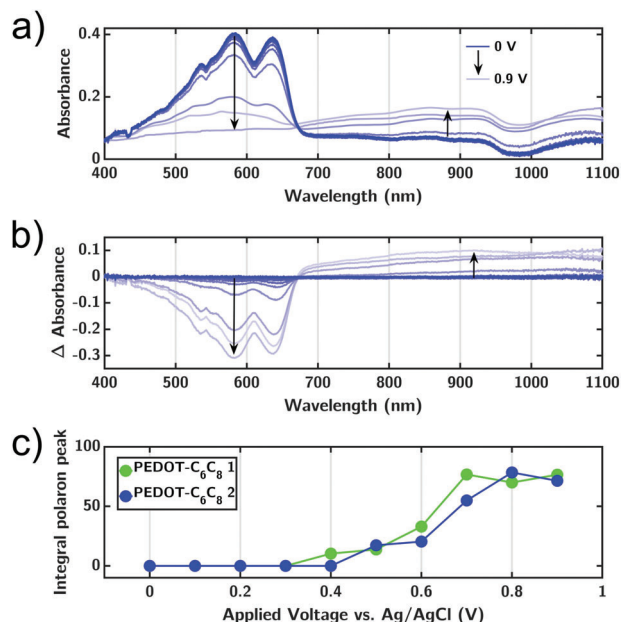 a)
Absorbance
0.4
0.2
0
0 V
0.9 V
400 500 600 700 800 900 1000 1100
Wavelength (nm)
b)
Δ Absorbance
0.1
0
-0.1
-0.2
-0.3
400 500 600 700 800 900 1000 1100
Wavelength (nm)
c)
Integral polaron peak
100
50
0
PEDOT-C₆C₈ 1
PEDOT-C₆C₈ 2
0 0.2 0.4 0.6 0.8 1
Applied Voltage vs. Ag/AgCl (V)